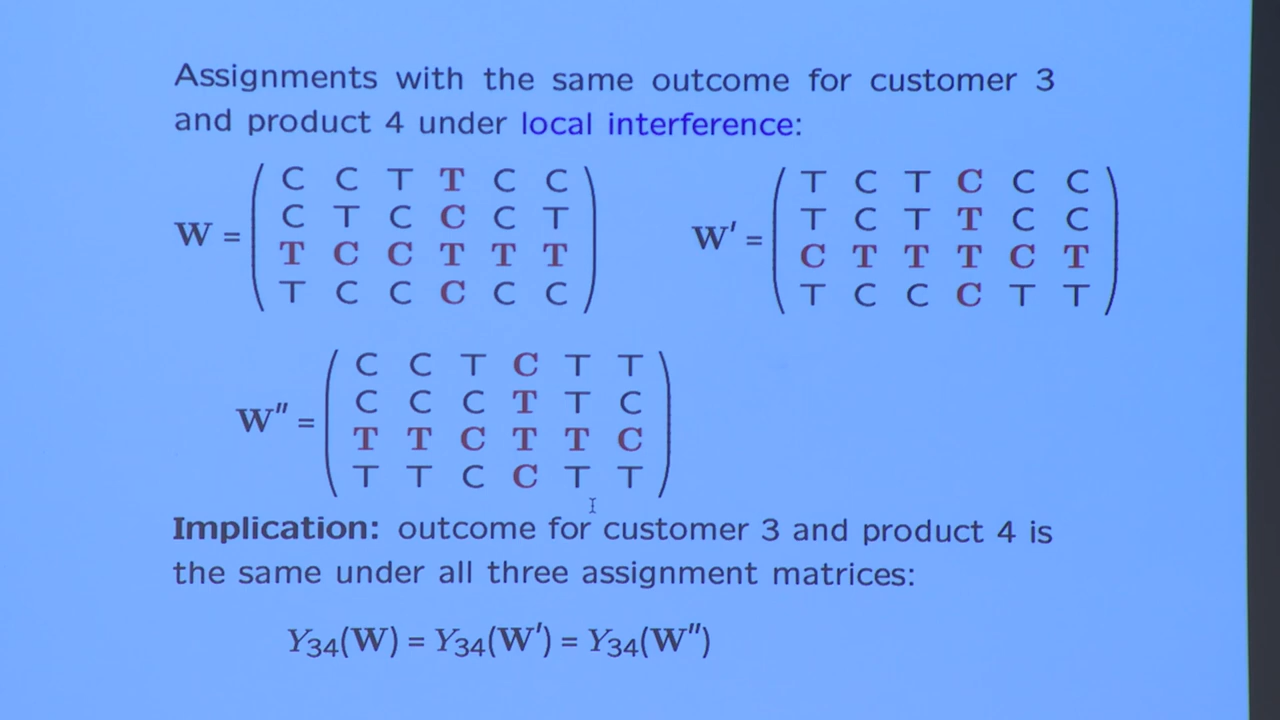 Assignments with the same outcome for customer 3
and product 4 under local interference:
W = ( C C T T C C
C T C C C T
T C C T T T
T C C C C C )
W′ = ( T C T C C C
T C T T C C
C T T T C T
T C C C T T )
W″ = ( C C T C T T
C C C T T C
T T C T T C
T T C C T T )
Implication: outcome for customer 3 and product 4 is
the same under all three assignment matrices:
Y₃₄(W) = Y₃₄(W′) = Y₃₄(W″)